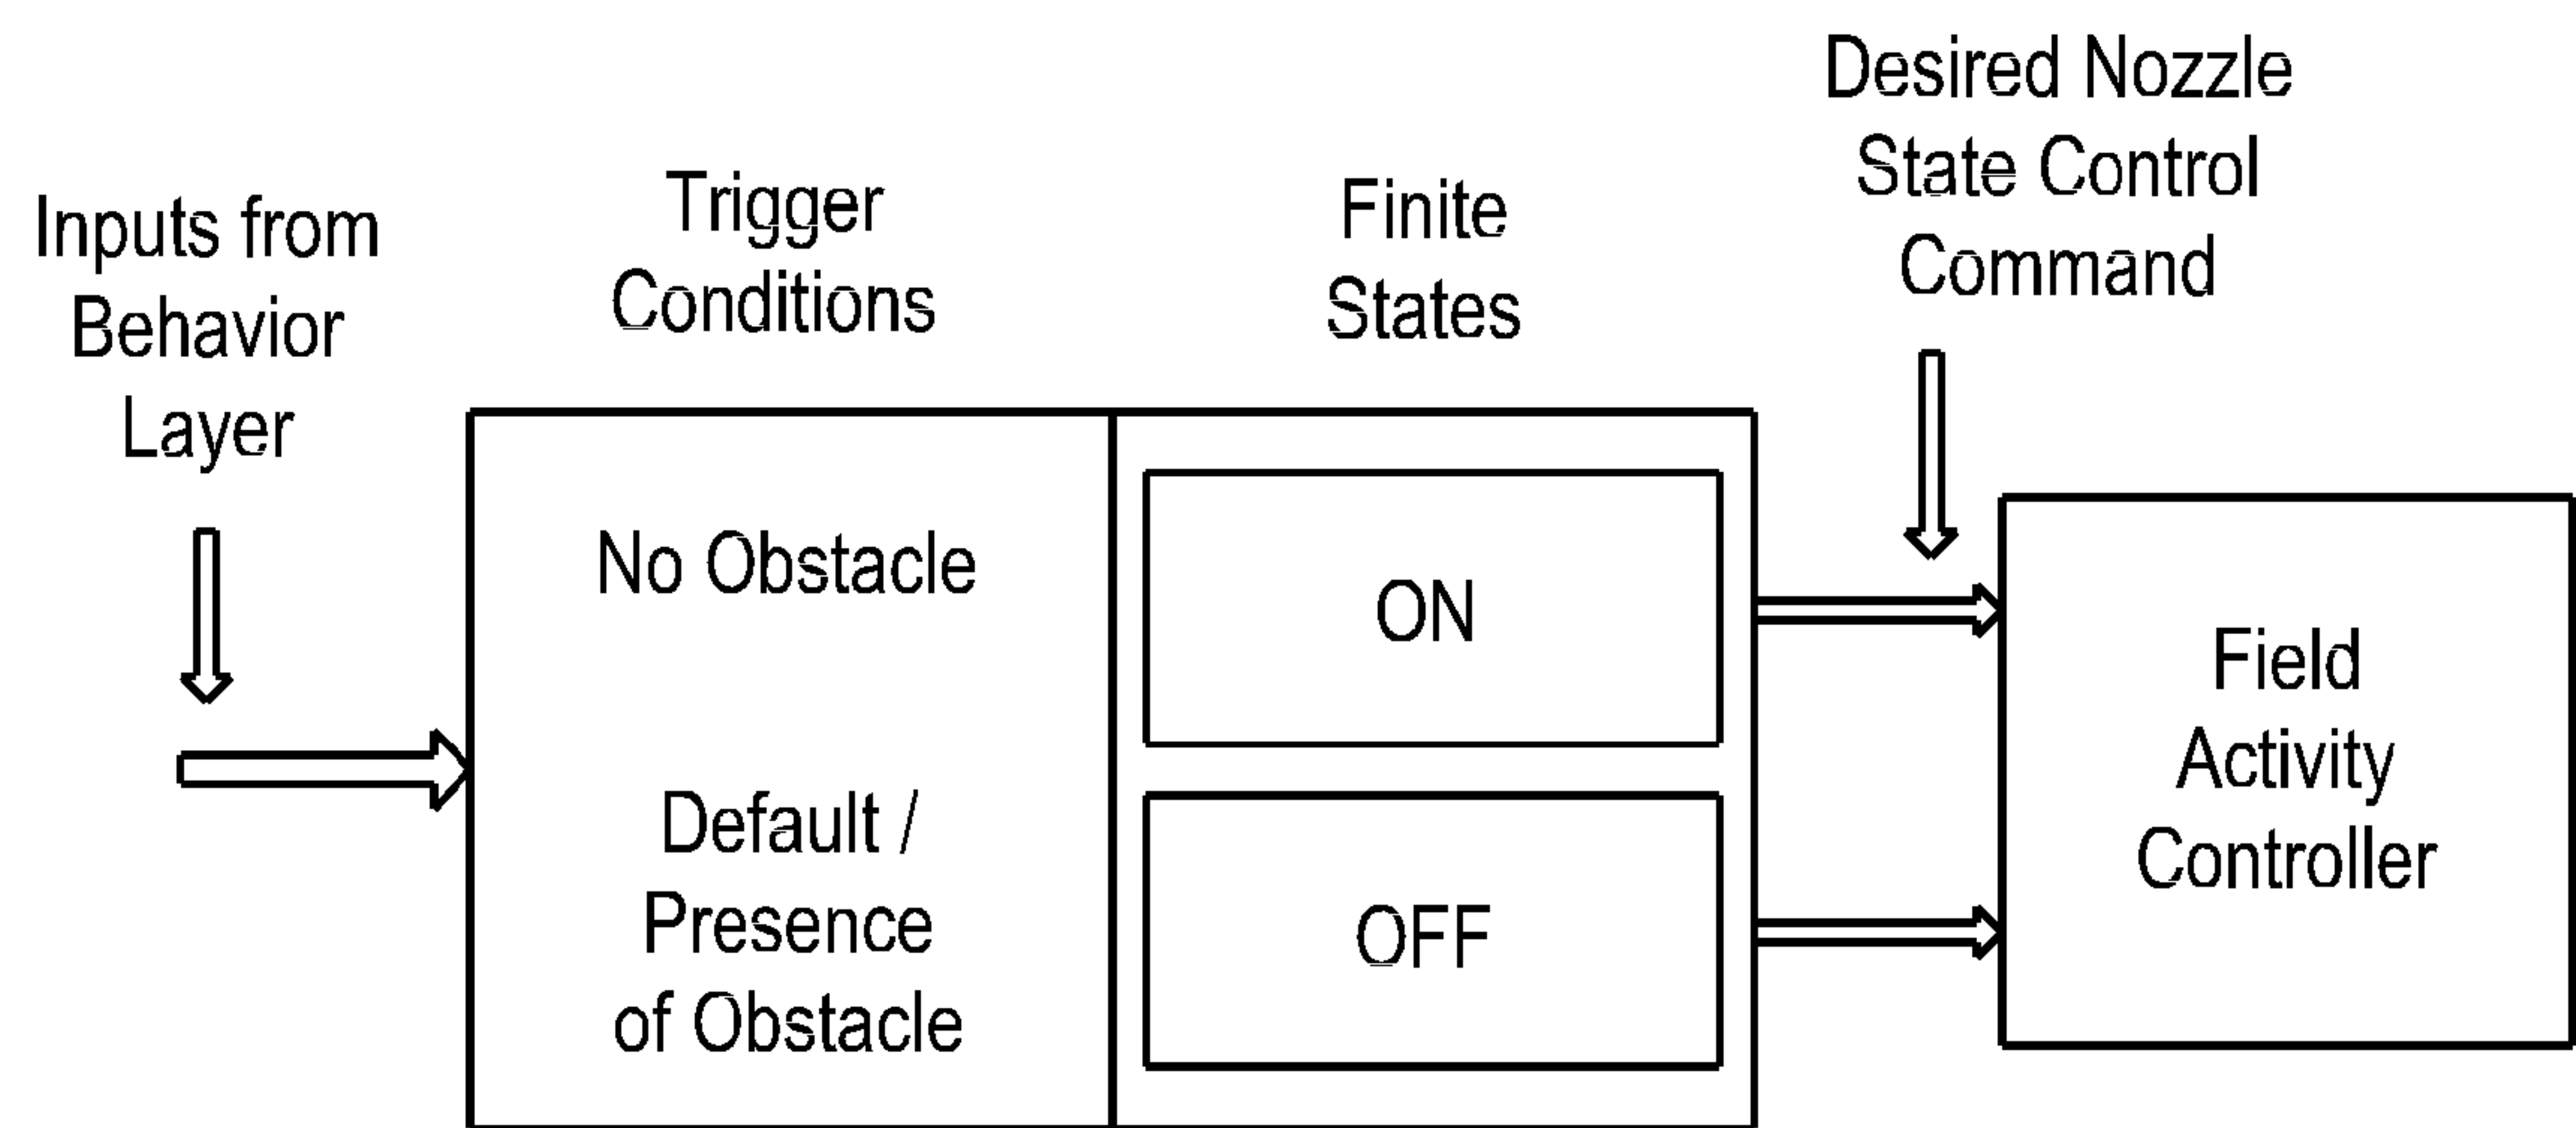 Inputs from
Behavior
Layer
Trigger
Conditions
Finite
States
Desired Nozzle
State Control
Command
No Obstacle
Default /
Presence
of Obstacle
ON
OFF
Field
Activity
Controller